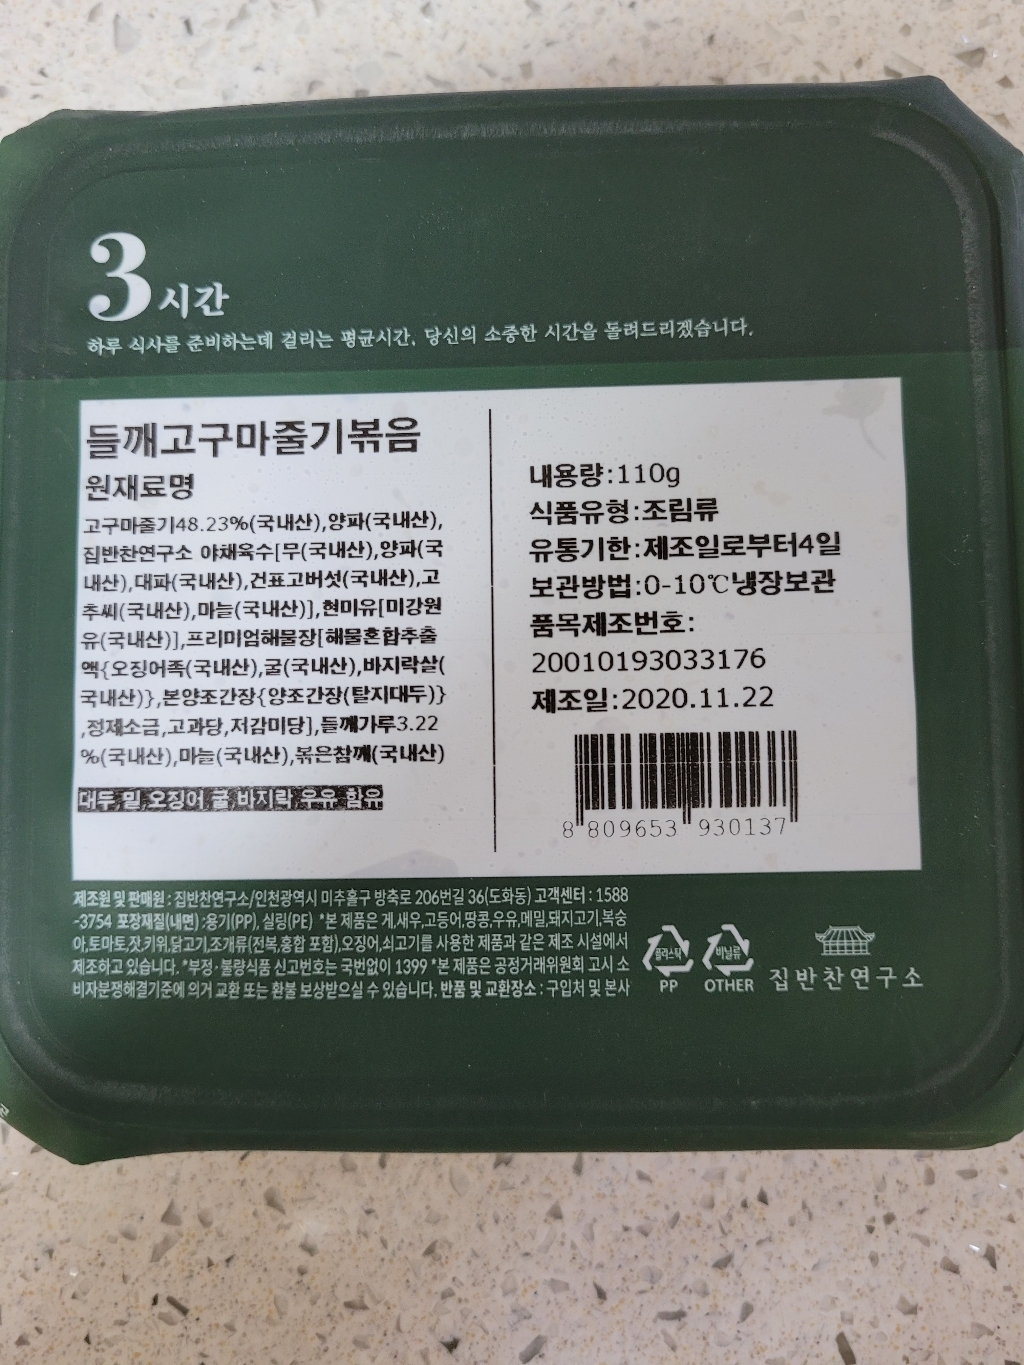 3시간
하루 식사를 준비하는데 걸리는 평균시간, 당신의 소중한 시간을 돌려드리겠습니다.
들깨고구마줄기볶음
원재료명
고구마줄기48.23%(국내산),양파(국내산),
집반찬연구소 야채육수[무(국내산),양파(국
내산),대파(국내산),건표고버섯(국내산),고
추씨(국내산),마늘(국내산)],현미유[미강원
유(국내산)],프리미엄해물장[해물혼합추출
액{오징어족(국내산),굴(국내산),바지락살(
국내산)},본양조간장{양조간장(탈지대두)}
,정제소금,고과당,저감미당],들깨가루3.22
%(국내산),마늘(국내산),볶은참깨(국내산)
대두,밀,오징어,굴,바지락,우유 함유
내용량:110g
식품유형:조림류
유통기한:제조일로부터4일
보관방법:0-10℃냉장보관
품목제조번호:
20010193033176
제조일:2020.11.22
8 809653 930137
제조원 및 판매원 : 집반찬연구소/인천광역시 미추홀구 방축로 206번길 36(도화동) 고객센터 : 1588
-3754 포장재질(내면) :용기(PP), 실링(PE) *본 제품은 게,새우,고등어,땅콩,우유,메밀,돼지고기,복숭
아,토마토,잣,키위,닭고기,조개류(전복,홍합 포함),오징어,쇠고기를 사용한 제품과 같은 제조 시설에서
제조하고 있습니다. *부정·불량식품 신고번호는 국번없이 1399 *본 제품은 공정거래위원회 고시 소
비자분쟁해결기준에 의거 교환 또는 환불 보상받으실 수 있습니다. 반품 및 교환장소 : 구입처 및 본사
플라스틱
PP
비닐류
OTHER
집반찬연구소